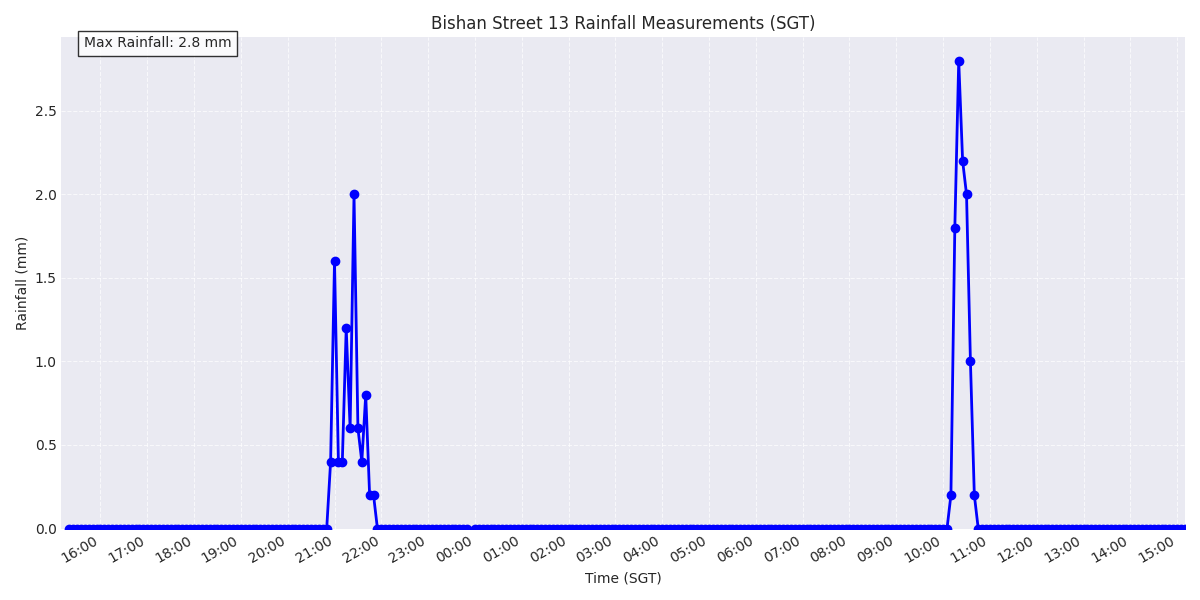 Bishan Street 13 Rainfall Measurements (SGT)
Max Rainfall: 2.8 mm
Rainfall (mm)
2.5
2.0
1.5
1.0
0.5
0.0
16:00 17:00 18:00 19:00 20:00 21:00 22:00 23:00 00:00 01:00 02:00 03:00 04:00 05:00 06:00 07:00 08:00 09:00 10:00 11:00 12:00 13:00 14:00 15:00
Time (SGT)